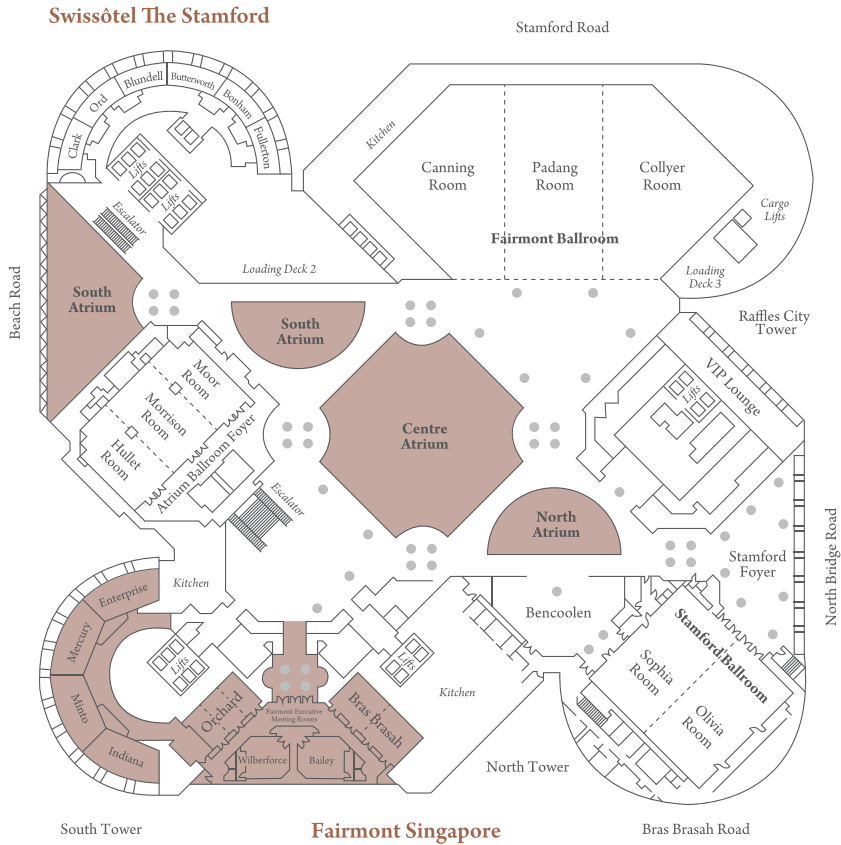 Swissôtel The Stamford
Stamford Road
Clark
Ord
Blundell
Butterworth
Bonham
Fullerton
Lifts
Lifts
Escalator
Loading Deck 2
Kitchen
Canning
Room
Padang
Room
Collyer
Room
Fairmont Ballroom
Cargo
Lifts
Loading
Deck 3
Raffles City
Tower
Beach Road
South
Atrium
South
Atrium
Moor
Room
Morrison
Room
Hullet
Room
Atrium Ballroom Foyer
Centre
Atrium
VIP Lounge
Lifts
Escalator
North
Atrium
Stamford
Foyer
North Bridge Road
Kitchen
Enterprise
Mercury
Minto
Indiana
Lifts
Orchard
Fairmont Executive
Meeting Rooms
Bras Brasah
Wilberforce
Bailey
Lifts
Kitchen
Bencoolen
Stamford Ballroom
Sophia
Room
Olivia
Room
North Tower
South Tower
Fairmont Singapore
Bras Brasah Road